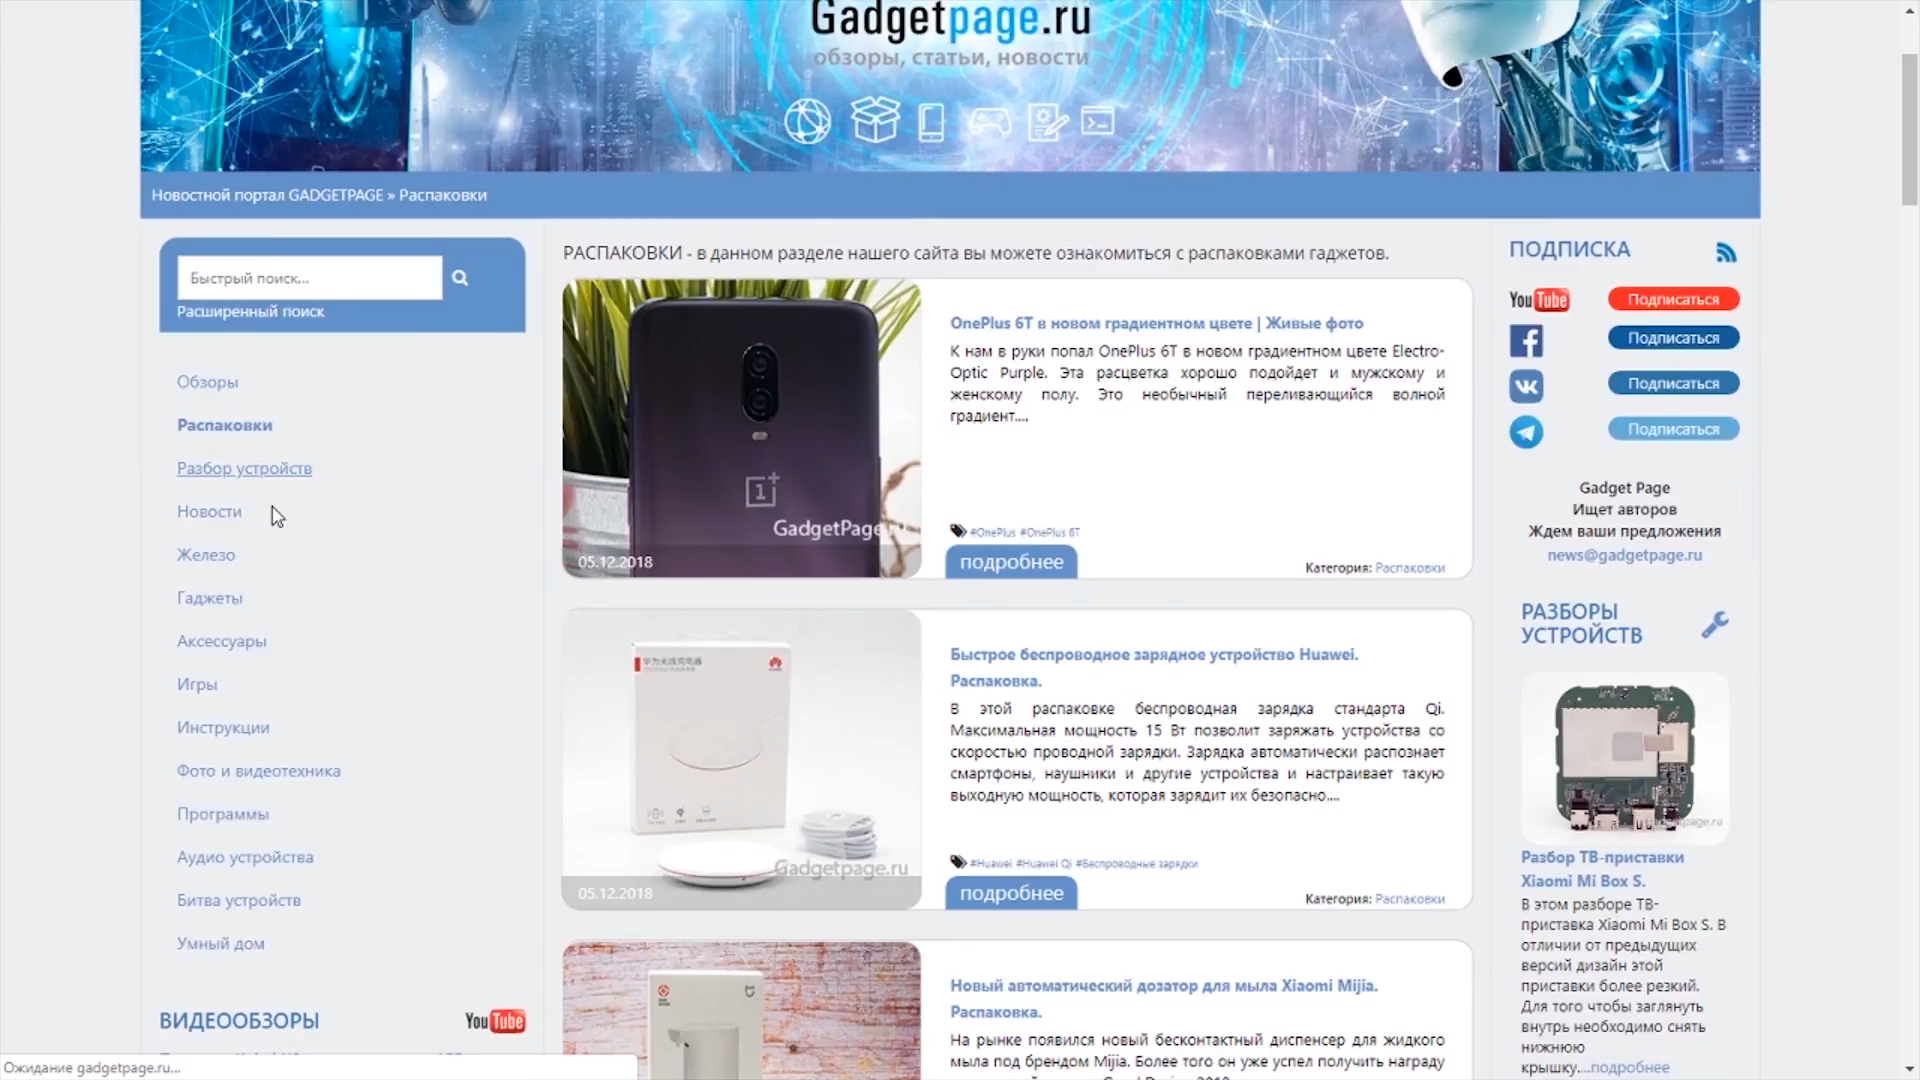 Gadgetpage.ru
обзоры, статьи, новости
Новостной портал GADGETPAGE » Распаковки
Быстрый поиск...
Расширенный поиск
Обзоры
Распаковки
Разбор устройств
Новости
Железо
Гаджеты
Аксессуары
Игры
Инструкции
Фото и видеотехника
Программы
Аудио устройства
Битва устройств
Умный дом
ВИДЕООБЗОРЫ
YouTube
Ожидание gadgetpage.ru...
РАСПАКОВКИ - в данном разделе нашего сайта вы можете ознакомиться с распаковками гаджетов.
GadgetPage.ru
05.12.2018
OnePlus 6T в новом градиентном цвете | Живые фото
К нам в руки попал OnePlus 6T в новом градиентном цвете Electro-
Optic Purple. Эта расцветка хорошо подойдет и мужскому и
женскому полу. Это необычный переливающийся волной
градиент....
#OnePlus #OnePlus 6T
подробнее
Категория: Распаковки
Gadgetpage.ru
05.12.2018
Быстрое беспроводное зарядное устройство Huawei.
Распаковка.
В этой распаковке беспроводная зарядка стандарта Qi.
Максимальная мощность 15 Вт позволит заряжать устройства со
скоростью проводной зарядки. Зарядка автоматически распознает
смартфоны, наушники и другие устройства и настраивает такую
выходную мощность, которая зарядит их безопасно....
#Huawei #Huawei Qi #Беспроводные зарядки
подробнее
Категория: Распаковки
Новый автоматический дозатор для мыла Xiaomi Mijia.
Распаковка.
На рынке появился новый бесконтактный диспенсер для жидкого
мыла под брендом Mijia. Более того он уже успел получить награду
ПОДПИСКА
YouTube Подписаться
Подписаться
Подписаться
Подписаться
Gadget Page
Ищет авторов
Ждем ваши предложения
news@gadgetpage.ru
РАЗБОРЫ
УСТРОЙСТВ
Разбор ТВ-приставки
Xiaomi Mi Box S.
В этом разборе ТВ-
приставка Xiaomi Mi Box S. В
отличии от предыдущих
версий дизайн этой
приставки более резкий.
Для того чтобы заглянуть
внутрь необходимо снять
нижнюю
крышку....подробнее